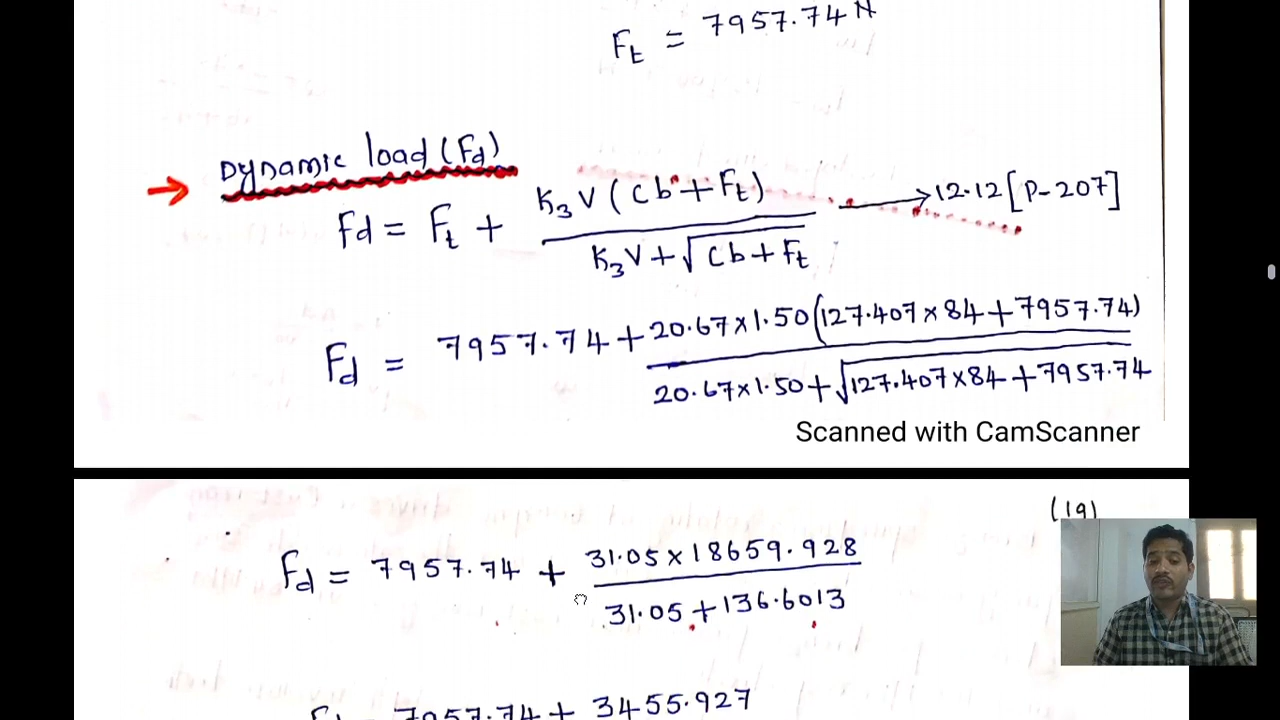 Ft = 7957.74 N
→ Dynamic load (Fd)
Fd = Ft + K3V(Cb+Ft) / K3V+√Cb+Ft → 12.12 [P-207]
Fd = 7957.74 + 20.67×1.50(127.407×84+7957.74) / 20.67×1.50+√127.407×84+7957.74
Scanned with CamScanner
(19)
Fd = 7957.74 + 31.05×18659.928 / 31.05+136.6013
Fd = 7957.74 + 3455.927